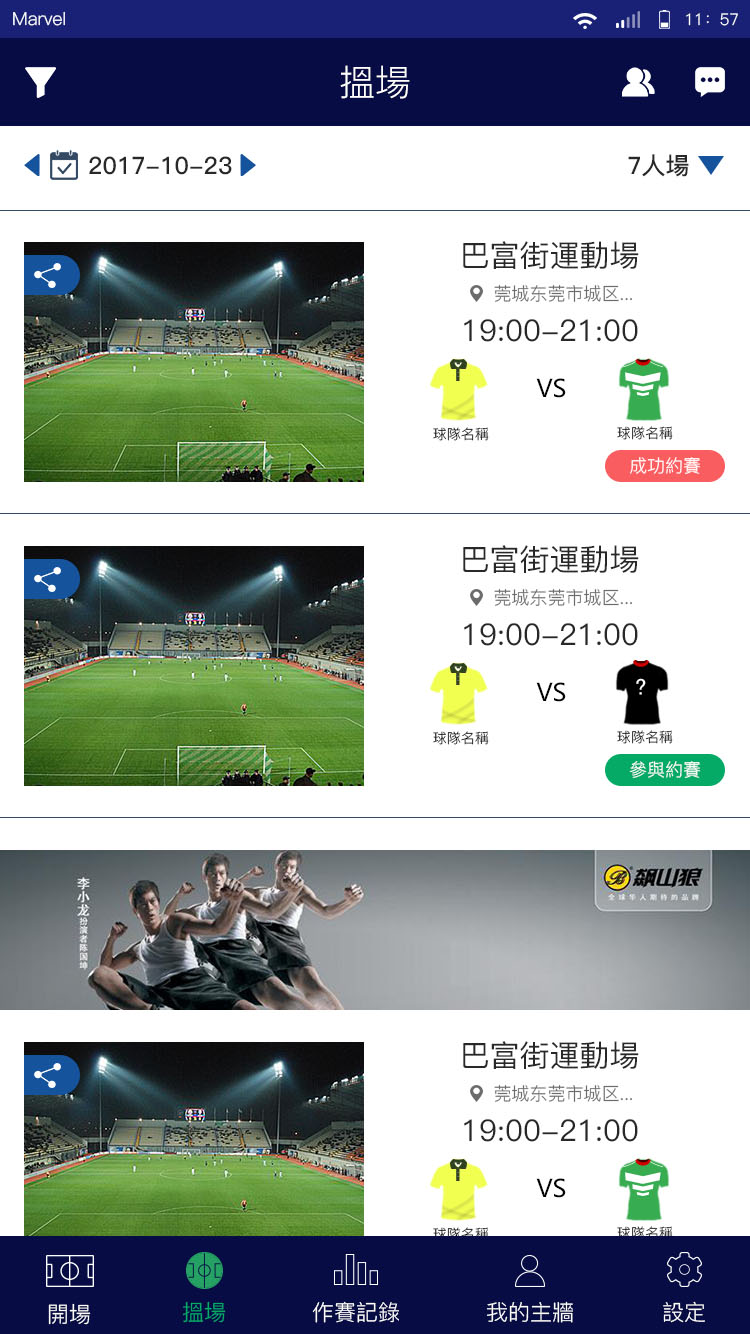 Marvel
11: 57
搵場
2017-10-23
7人場
巴富街運動場
莞城东莞市城区...
19:00-21:00
VS
球隊名稱
球隊名稱
成功約賽
巴富街運動場
莞城东莞市城区...
19:00-21:00
?
VS
球隊名稱
球隊名稱
參與約賽
李小龙扮演者陈国坤
飙山狼
全球华人期待的品牌
巴富街運動場
莞城东莞市城区...
19:00-21:00
VS
球隊名稱
球隊名稱
開場
搵場
作賽記錄
我的主牆
設定